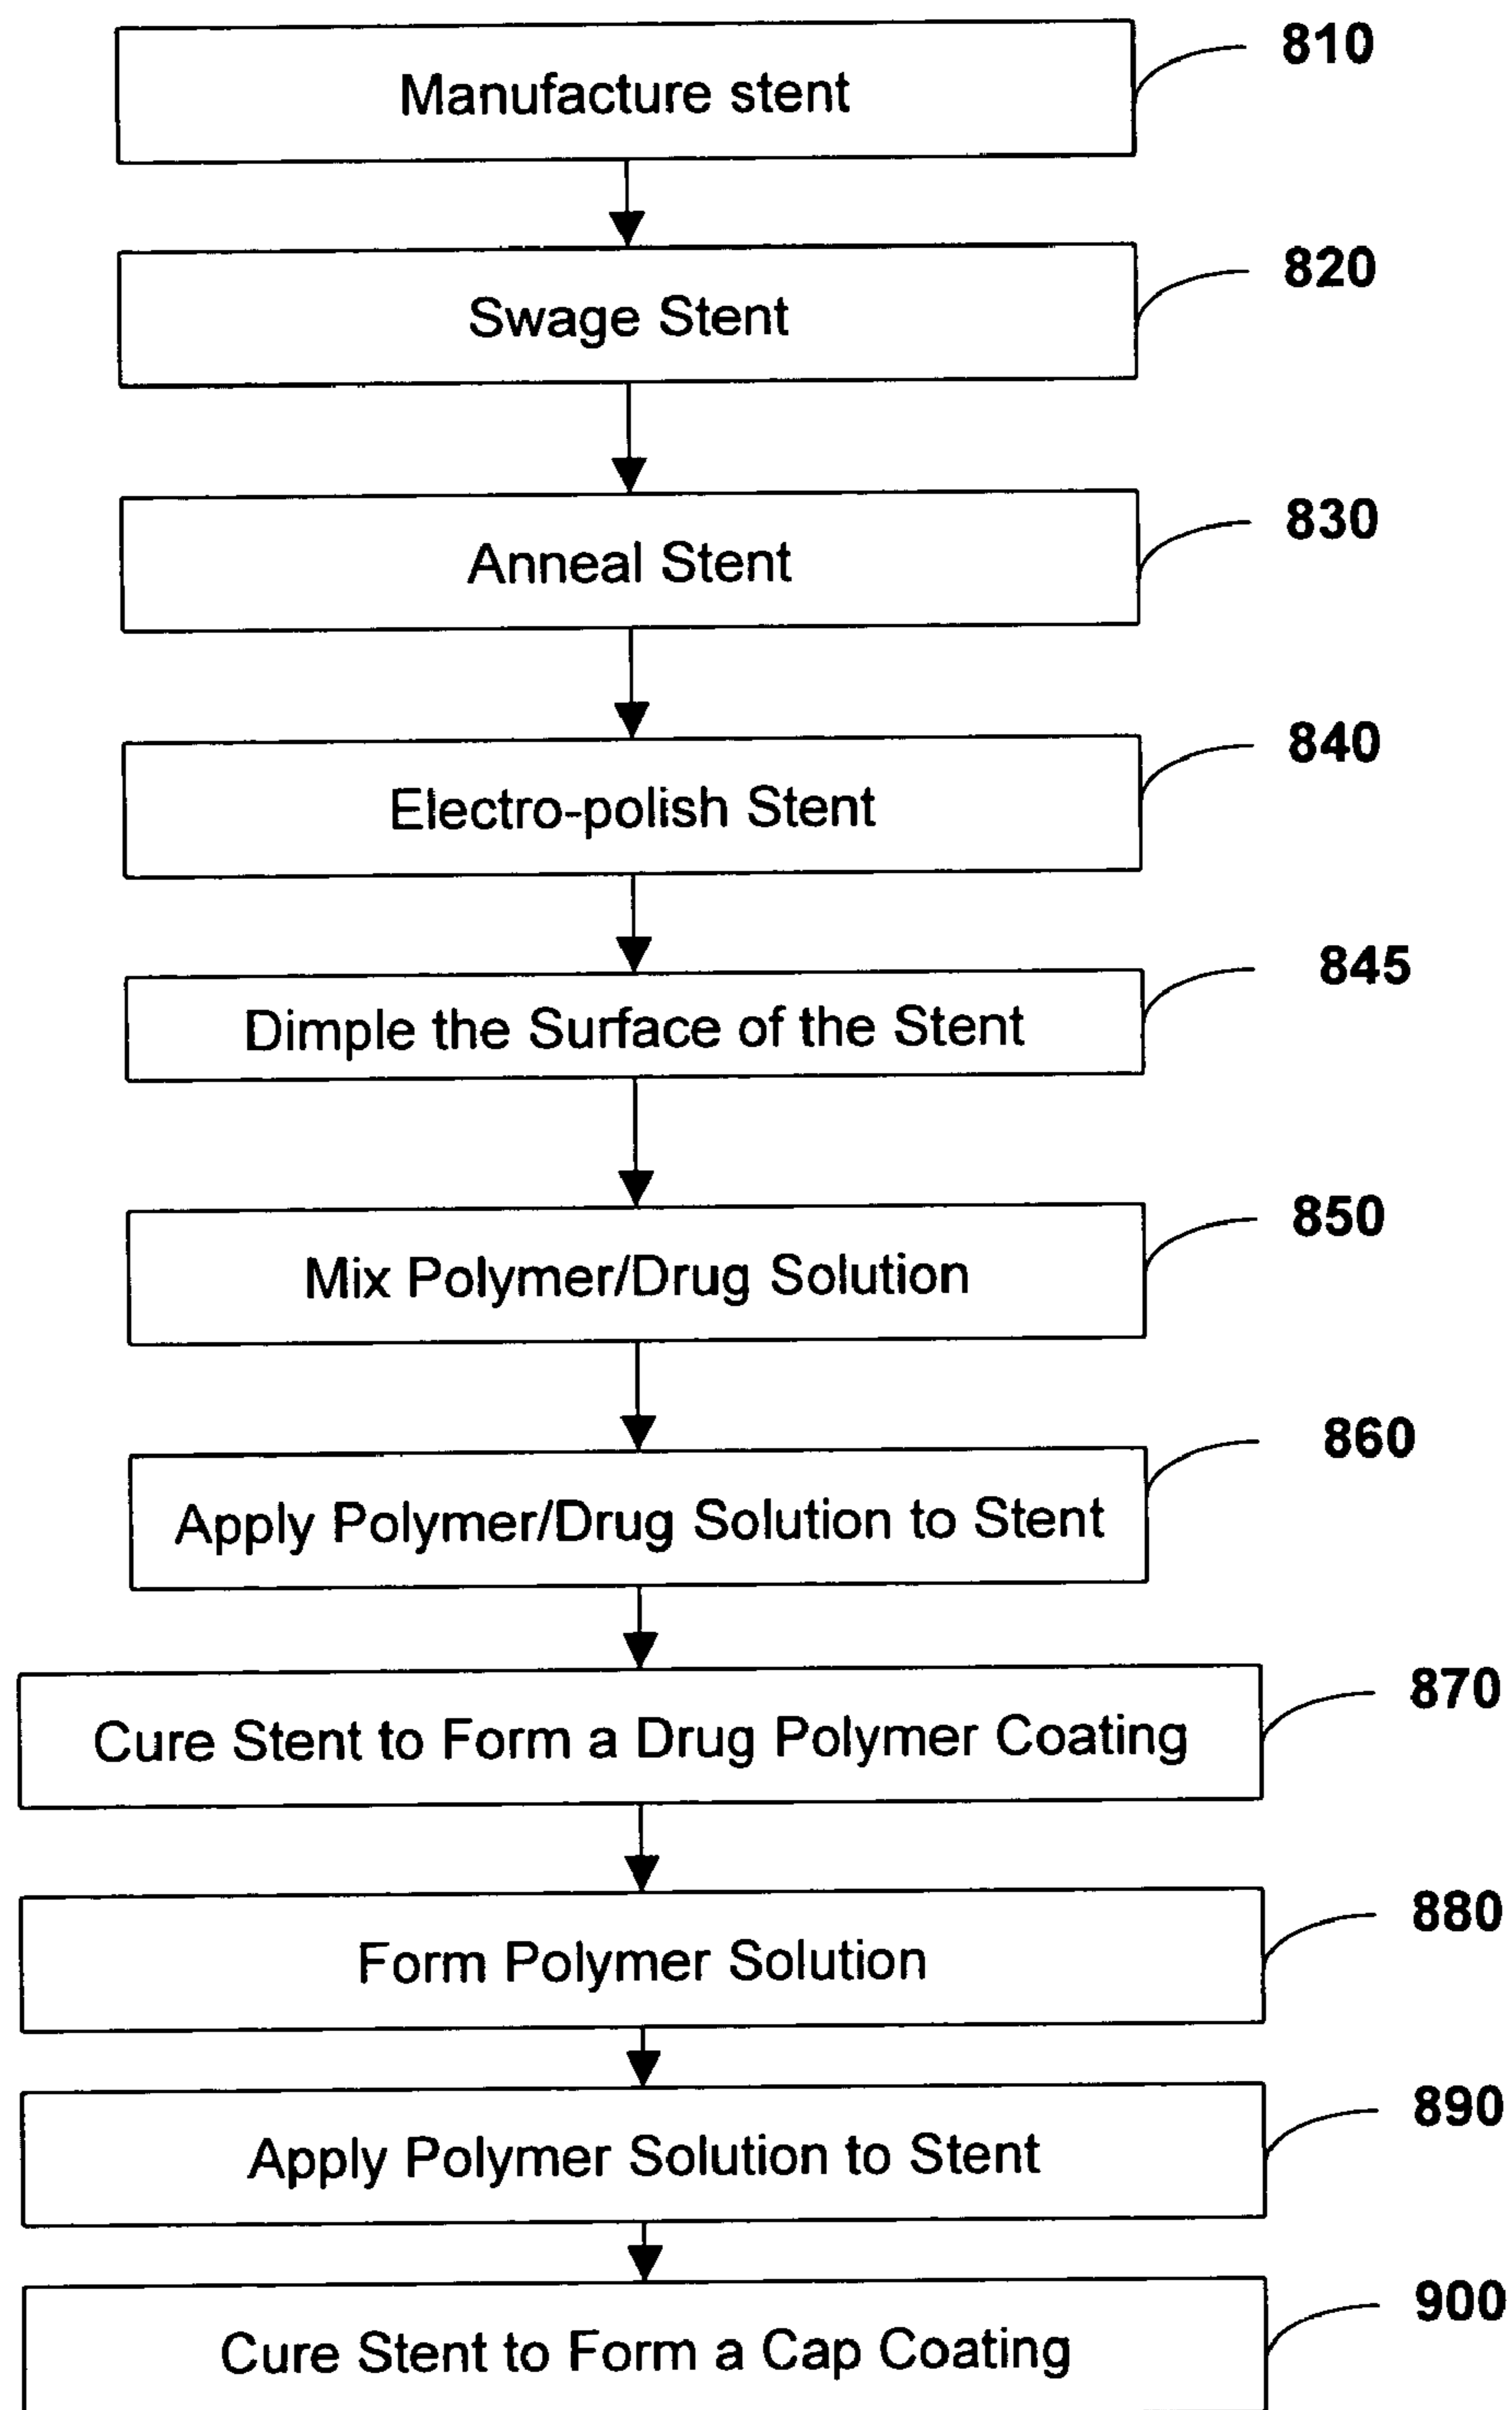 Manufacture stent 810
Swage Stent 820
Anneal Stent 830
Electro-polish Stent 840
Dimple the Surface of the Stent 845
Mix Polymer/Drug Solution 850
Apply Polymer/Drug Solution to Stent 860
Cure Stent to Form a Drug Polymer Coating 870
Form Polymer Solution 880
Apply Polymer Solution to Stent 890
Cure Stent to Form a Cap Coating 900